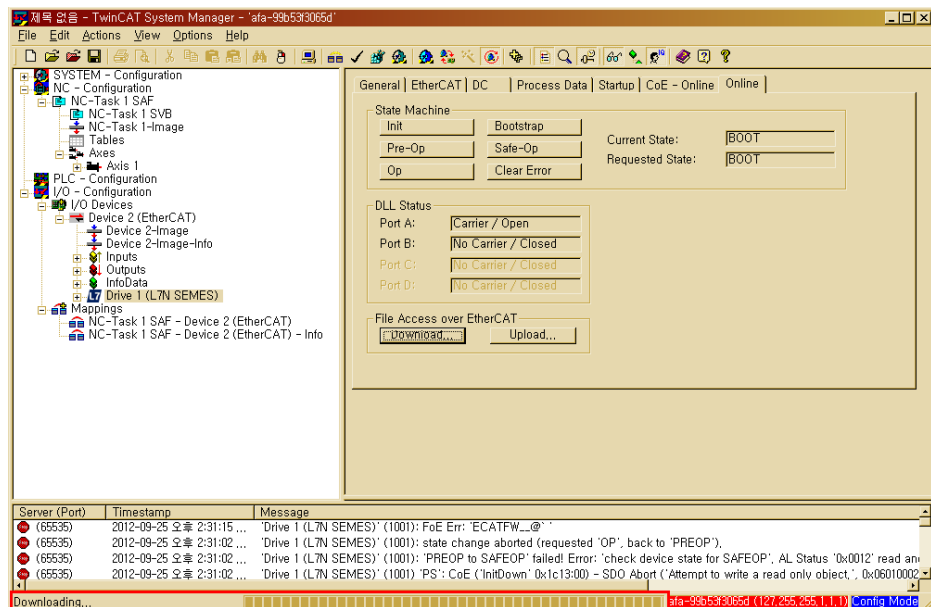 제목 없음 - TwinCAT System Manager - 'afa-99b53f3065d'
File Edit Actions View Options Help
SYSTEM - Configuration
NC - Configuration
NC-Task 1 SAF
NC-Task 1 SVB
NC-Task 1-Image
Tables
Axes
Axis 1
PLC - Configuration
I/O - Configuration
I/O Devices
Device 2 (EtherCAT)
Device 2-Image
Device 2-Image-Info
Inputs
Outputs
InfoData
L7 Drive 1 (L7N SEMES)
Mappings
NC-Task 1 SAF - Device 2 (EtherCAT)
NC-Task 1 SAF - Device 2 (EtherCAT) - Info
General EtherCAT DC Process Data Startup CoE - Online Online
State Machine
Init Bootstrap
Pre-Op Safe-Op
Op Clear Error
Current State: BOOT
Requested State: BOOT
DLL Status
Port A: Carrier / Open
Port B: No Carrier / Closed
Port C: No Carrier / Closed
Port D: No Carrier / Closed
File Access over EtherCAT
Download... Upload...
Server (Port) Timestamp Message
(65535) 2012-09-25 오후 2:31:15 ... 'Drive 1 (L7N SEMES)' (1001): FoE Err: 'ECATFW__@' '
(65535) 2012-09-25 오후 2:31:02 ... 'Drive 1 (L7N SEMES)' (1001): state change aborted (requested 'OP', back to 'PREOP').
(65535) 2012-09-25 오후 2:31:02 ... 'Drive 1 (L7N SEMES)' (1001): 'PREOP to SAFEOP' failed! Error: 'check device state for SAFEOP', AL Status '0x0012' read and
(65535) 2012-09-25 오후 2:31:02 ... 'Drive 1 (L7N SEMES)' (1001) 'PS': CoE ('InitDown' 0x1c13:00) - SDO Abort ('Attempt to write a read only object.', 0x06010002
Downloading... afa-99b53f3065d (127.255.255.1.1.1) Config Mode